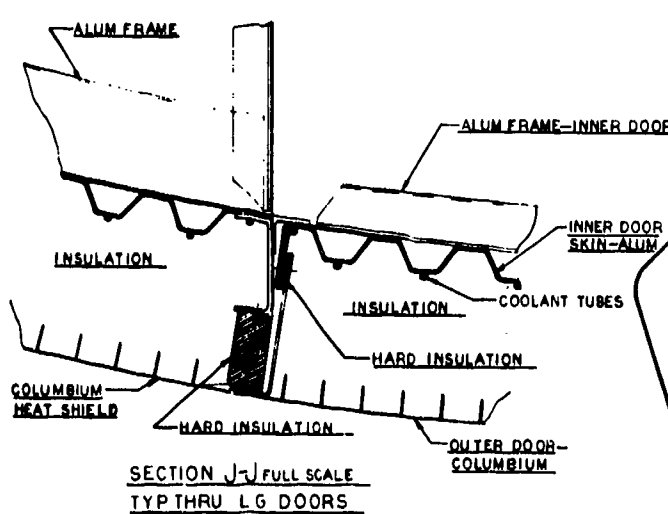 ALUM FRAME
ALUM FRAME-INNER DOOR
INNER DOOR
SKIN-ALUM
INSULATION
INSULATION
COOLANT TUBES
HARD INSULATION
COLUMBIUM
HEAT SHIELD
HARD INSULATION
OUTER DOOR-
COLUMBIUM
SECTION J-J FULL SCALE
TYP THRU LG DOORS